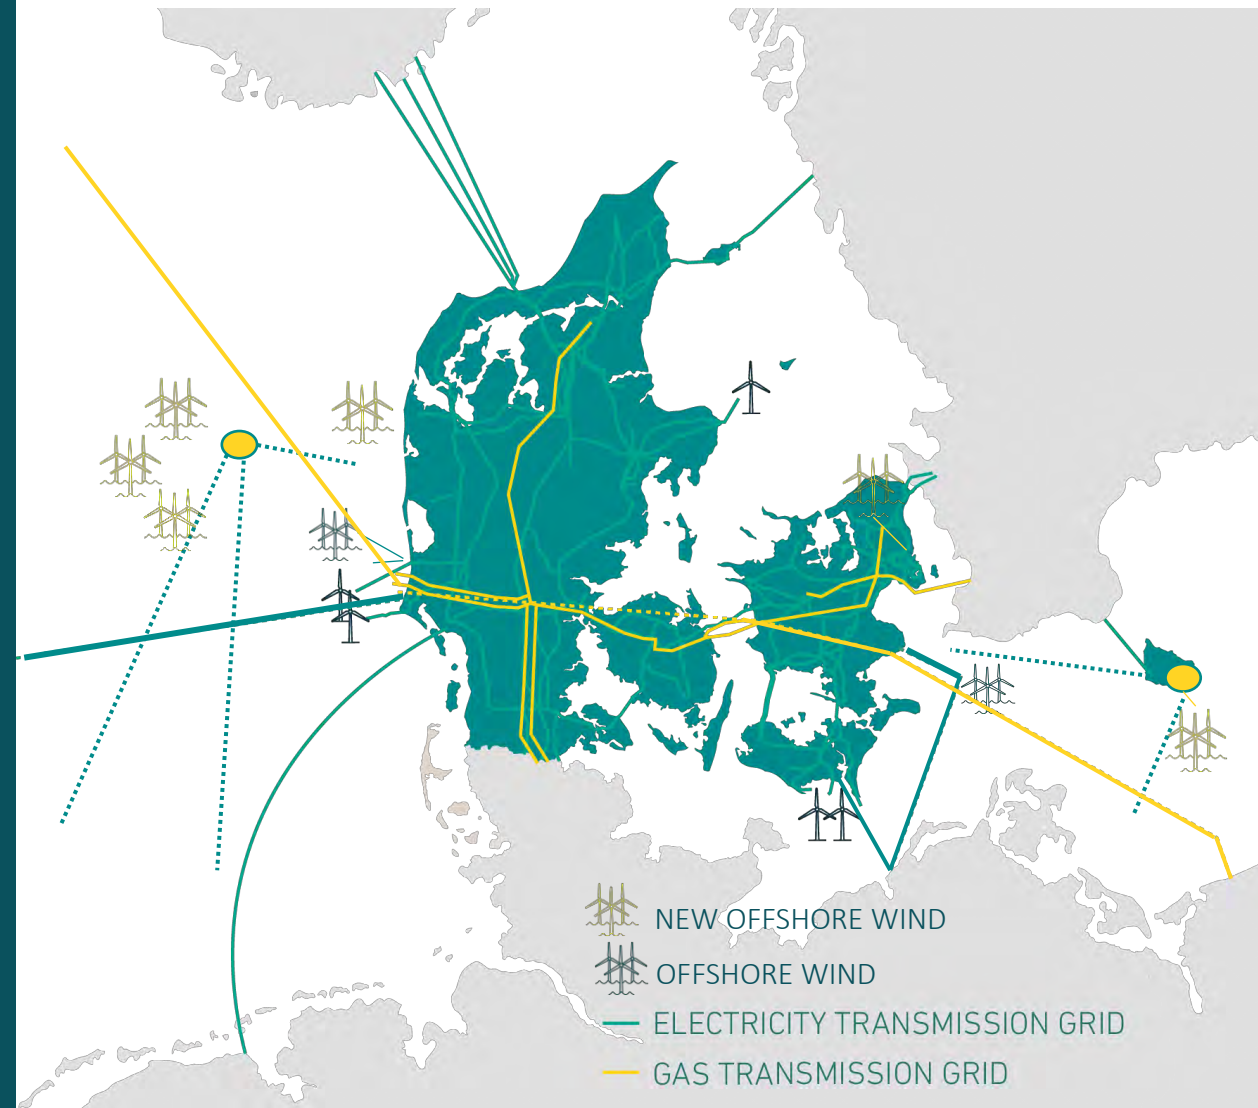 NEW OFFSHORE WIND
OFFSHORE WIND
ELECTRICITY TRANSMISSION GRID
GAS TRANSMISSION GRID